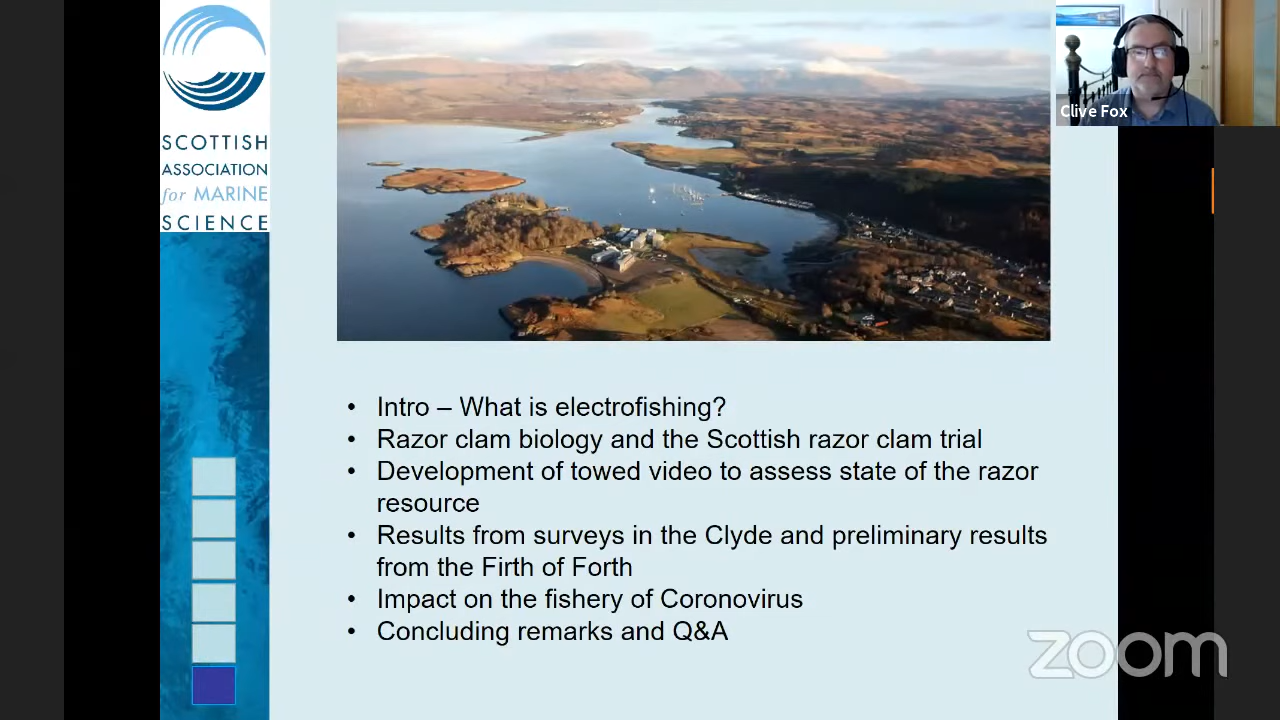 SCOTTISH
ASSOCIATION
for MARINE
SCIENCE
Clive Fox
• Intro – What is electrofishing?
• Razor clam biology and the Scottish razor clam trial
• Development of towed video to assess state of the razor
resource
• Results from surveys in the Clyde and preliminary results
from the Firth of Forth
• Impact on the fishery of Coronovirus
• Concluding remarks and Q&A
zoom